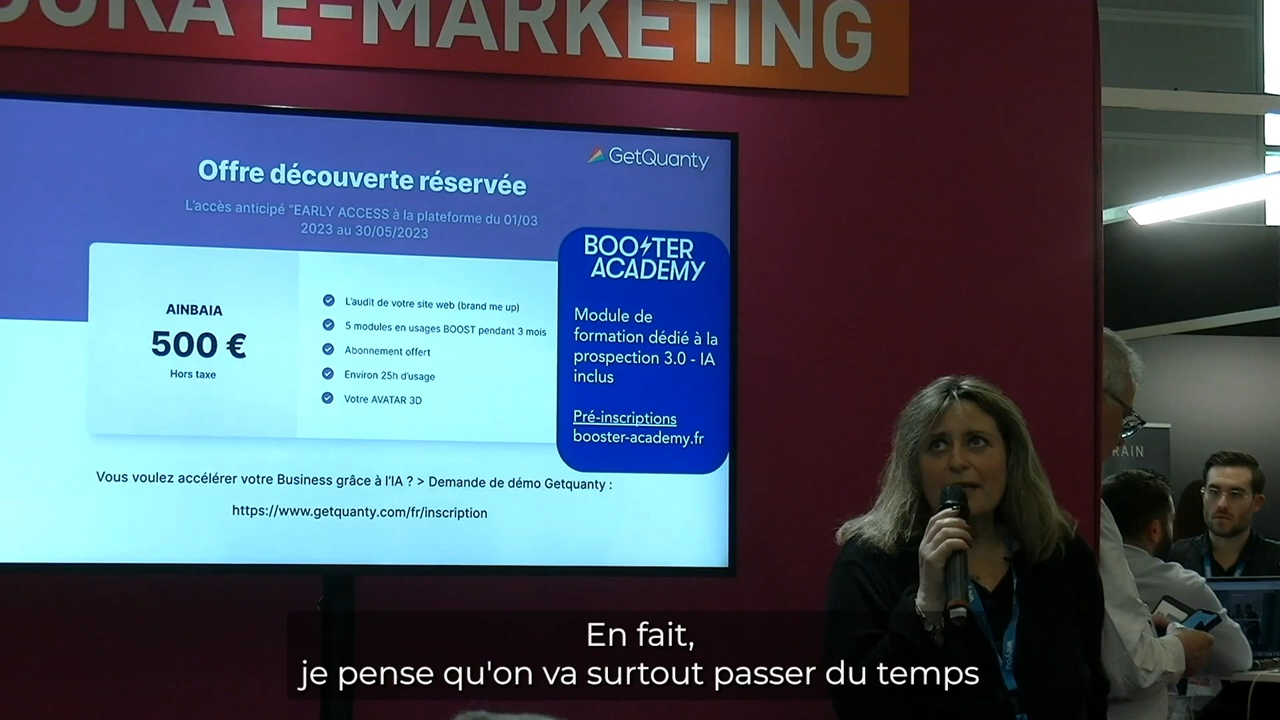 E-MARKETING
GetQuanty
Offre découverte réservée
L'accès anticipé "EARLY ACCESS à la plateforme du 01/03
2023 au 30/05/2023
AINBAIA
500 €
Hors taxe
L'audit de votre site web (brand me up)
5 modules en usages BOOST pendant 3 mois
Abonnement offert
Environ 25h d'usage
Votre AVATAR 3D
BOOSTER
ACADEMY
Module de
formation dédié à la
prospection 3.0 - IA
inclus
Pré-inscriptions
booster-academy.fr
Vous voulez accélérer votre Business grâce à l'IA ? > Demande de démo Getquanty :
https://www.getquanty.com/fr/inscription
RAIN
En fait,
je pense qu'on va surtout passer du temps